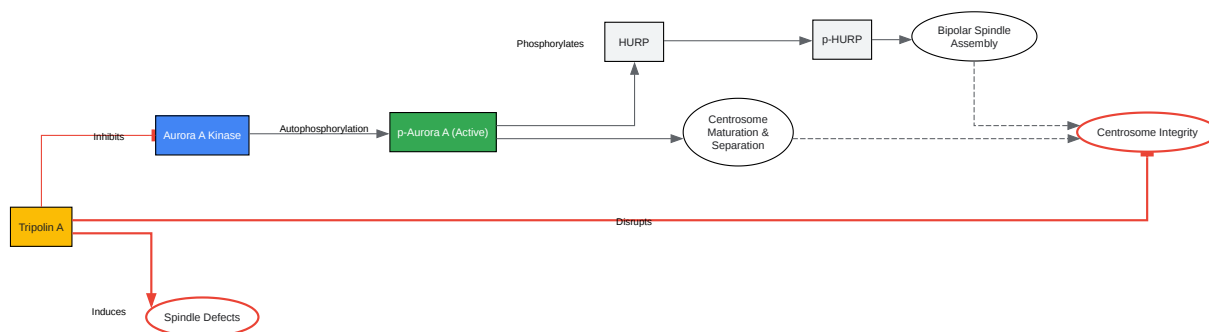 Bipolar Spindle
Assembly
Phosphorylates
HURP
p-HURP
Centrosome
Maturation &
Separation
Inhibits
Aurora A Kinase
Autophosphorylation
p-Aurora A (Active)
Centrosome Integrity
Tripolin A
Disrupts
Induces
Spindle Defects